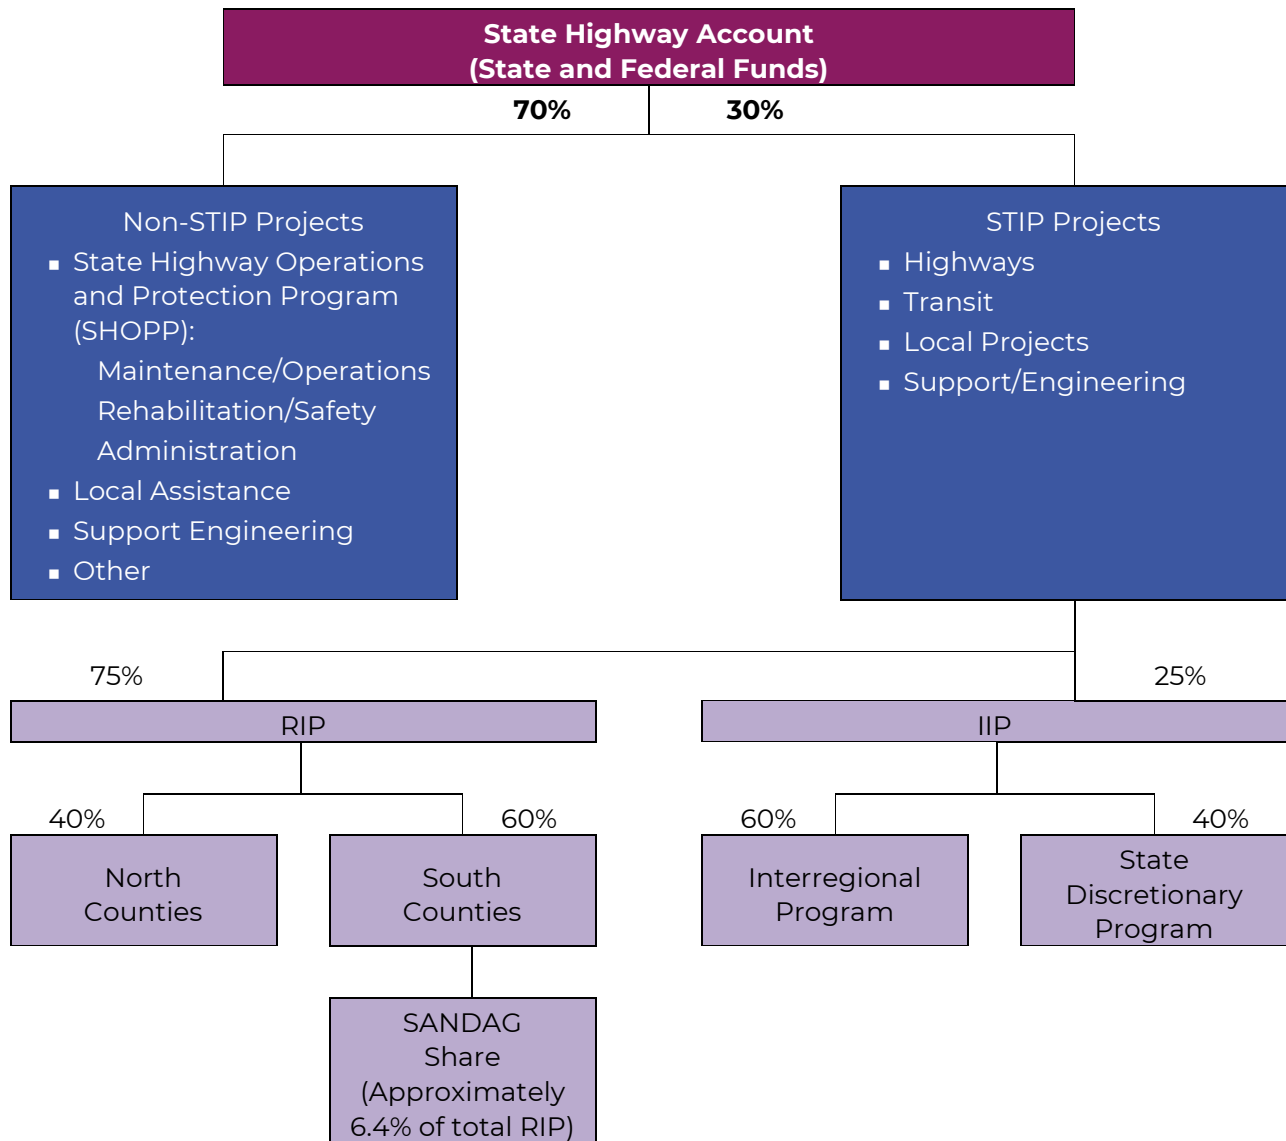 State Highway Account
(State and Federal Funds)
70%
30%
Non-STIP Projects
▪ State Highway Operations
and Protection Program
(SHOPP):
Maintenance/Operations
Rehabilitation/Safety
Administration
▪ Local Assistance
▪ Support Engineering
▪ Other
STIP Projects
▪ Highways
▪ Transit
▪ Local Projects
▪ Support/Engineering
75%
25%
RIP
IIP
40%
60%
60%
40%
North
Counties
South
Counties
Interregional
Program
State
Discretionary
Program
SANDAG
Share
(Approximately
6.4% of total RIP)